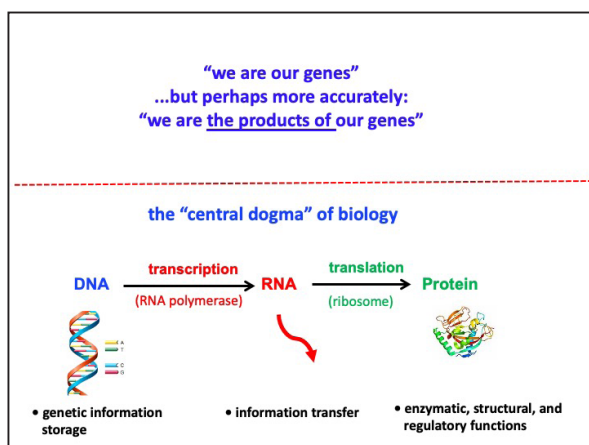 “we are our genes”
...but perhaps more accurately:
“we are the products of our genes”
the “central dogma” of biology
DNA
transcription
(RNA polymerase)
RNA
translation
(ribosome)
Protein
A
T
C
G
• genetic information
storage
• information transfer
• enzymatic, structural, and
regulatory functions